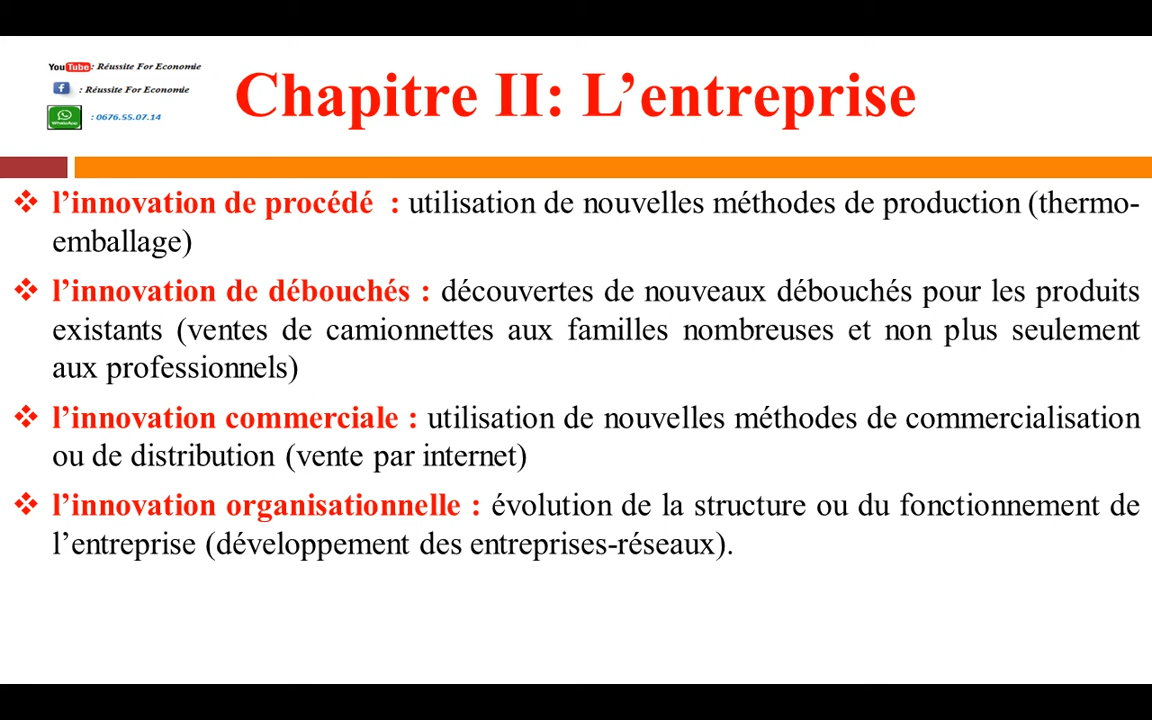 YouTube : Réussite For Economie
: Réussite For Economie
WhatsApp : 0676.55.07.14
Chapitre II: L’entreprise
❖ l’innovation de procédé : utilisation de nouvelles méthodes de production (thermo-
emballage)
❖ l’innovation de débouchés : découvertes de nouveaux débouchés pour les produits
existants (ventes de camionnettes aux familles nombreuses et non plus seulement
aux professionnels)
❖ l’innovation commerciale : utilisation de nouvelles méthodes de commercialisation
ou de distribution (vente par internet)
❖ l’innovation organisationnelle : évolution de la structure ou du fonctionnement de
l’entreprise (développement des entreprises-réseaux).